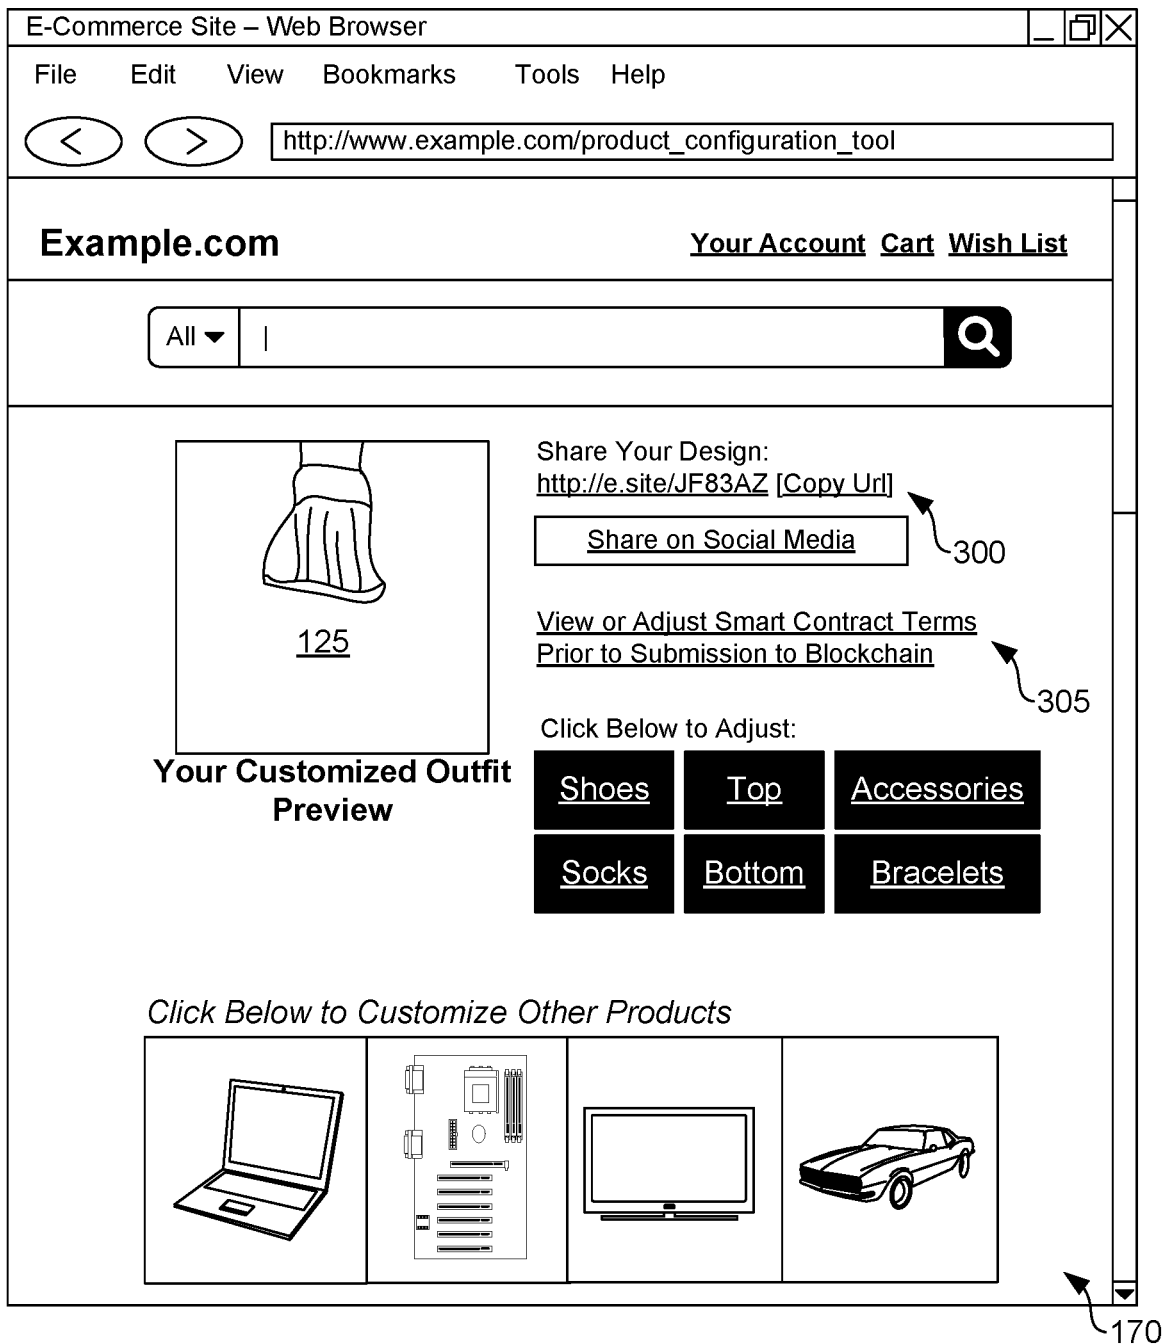 E-Commerce Site – Web Browser
File Edit View Bookmarks Tools Help
http://www.example.com/product_configuration_tool
Example.com
Your Account Cart Wish List
All
Share Your Design:
http://e.site/JF83AZ [Copy Url]
300
Share on Social Media
125
View or Adjust Smart Contract Terms
Prior to Submission to Blockchain
305
Your Customized Outfit
Preview
Click Below to Adjust:
Shoes Top Accessories
Socks Bottom Bracelets
Click Below to Customize Other Products
170